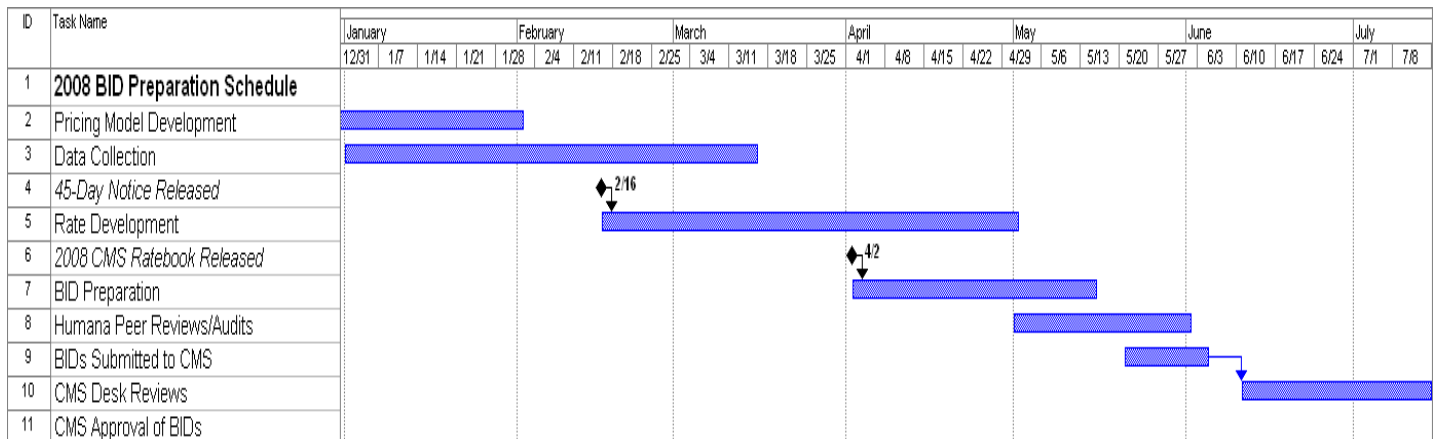 ID Task Name
January February March April May June July
12/31 1/7 1/14 1/21 1/28 2/4 2/11 2/18 2/25 3/4 3/11 3/18 3/25 4/1 4/8 4/15 4/22 4/29 5/6 5/13 5/20 5/27 6/3 6/10 6/17 6/24 7/1 7/8
1 2008 BID Preparation Schedule
2 Pricing Model Development
3 Data Collection
4 45-Day Notice Released 2/16
5 Rate Development
6 2008 CMS Ratebook Released 4/2
7 BID Preparation
8 Humana Peer Reviews/Audits
9 BIDs Submitted to CMS
10 CMS Desk Reviews
11 CMS Approval of BIDs